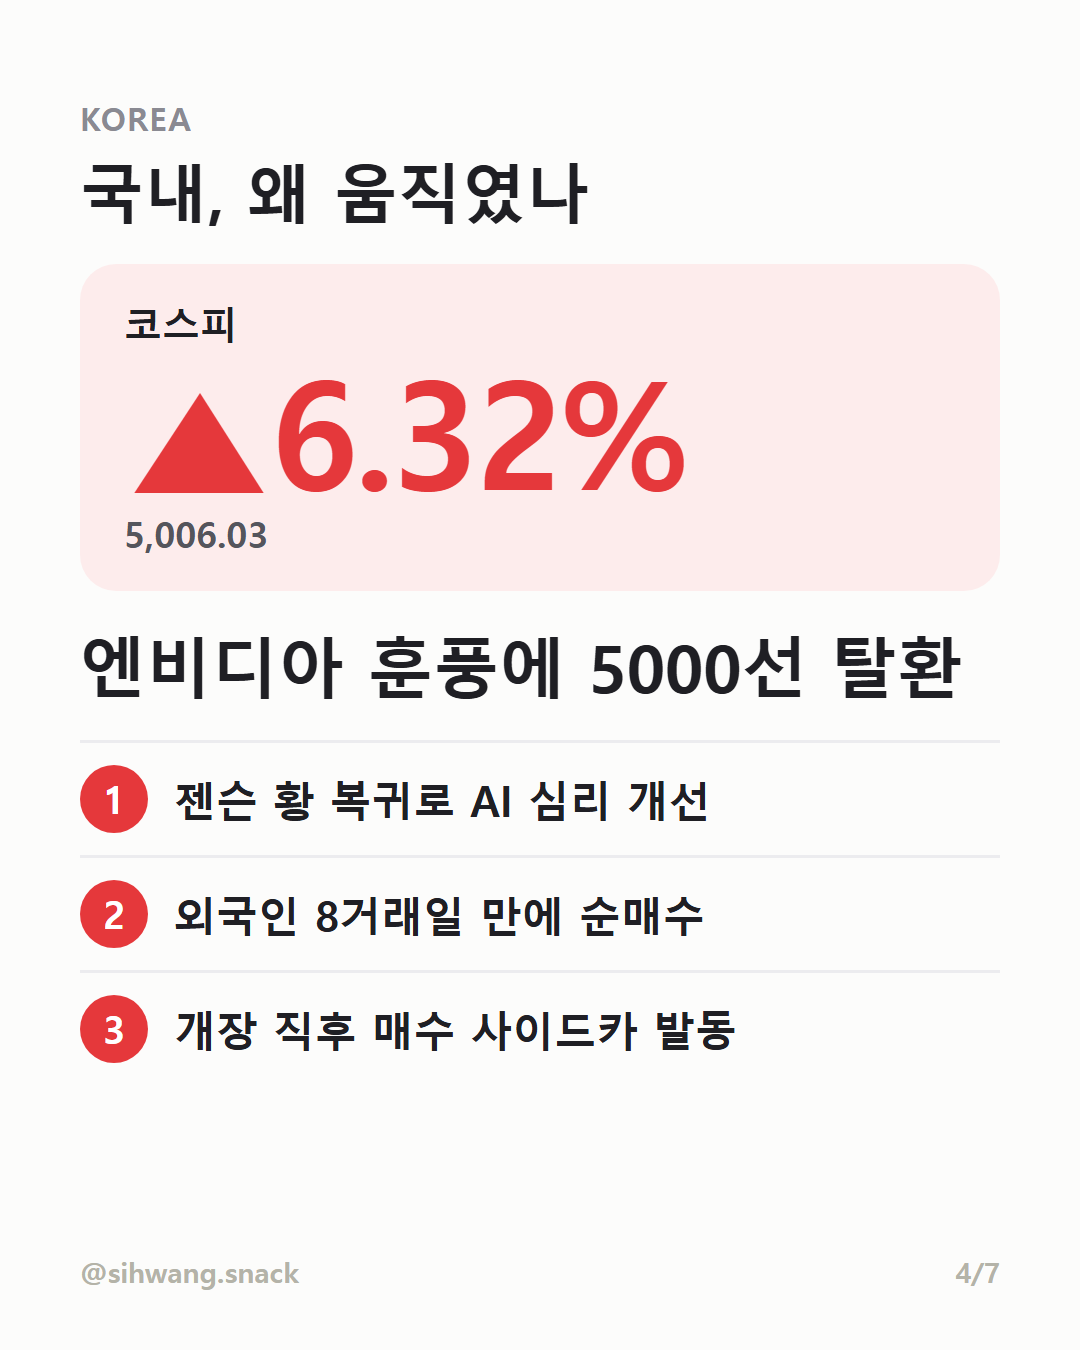 KOREA
국내, 왜 움직였나
코스피
▲6.32%
5,006.03
엔비디아 훈풍에 5000선 탈환
1 젠슨 황 복귀로 AI 심리 개선
2 외국인 8거래일 만에 순매수
3 개장 직후 매수 사이드카 발동
@sihwang.snack
4/7